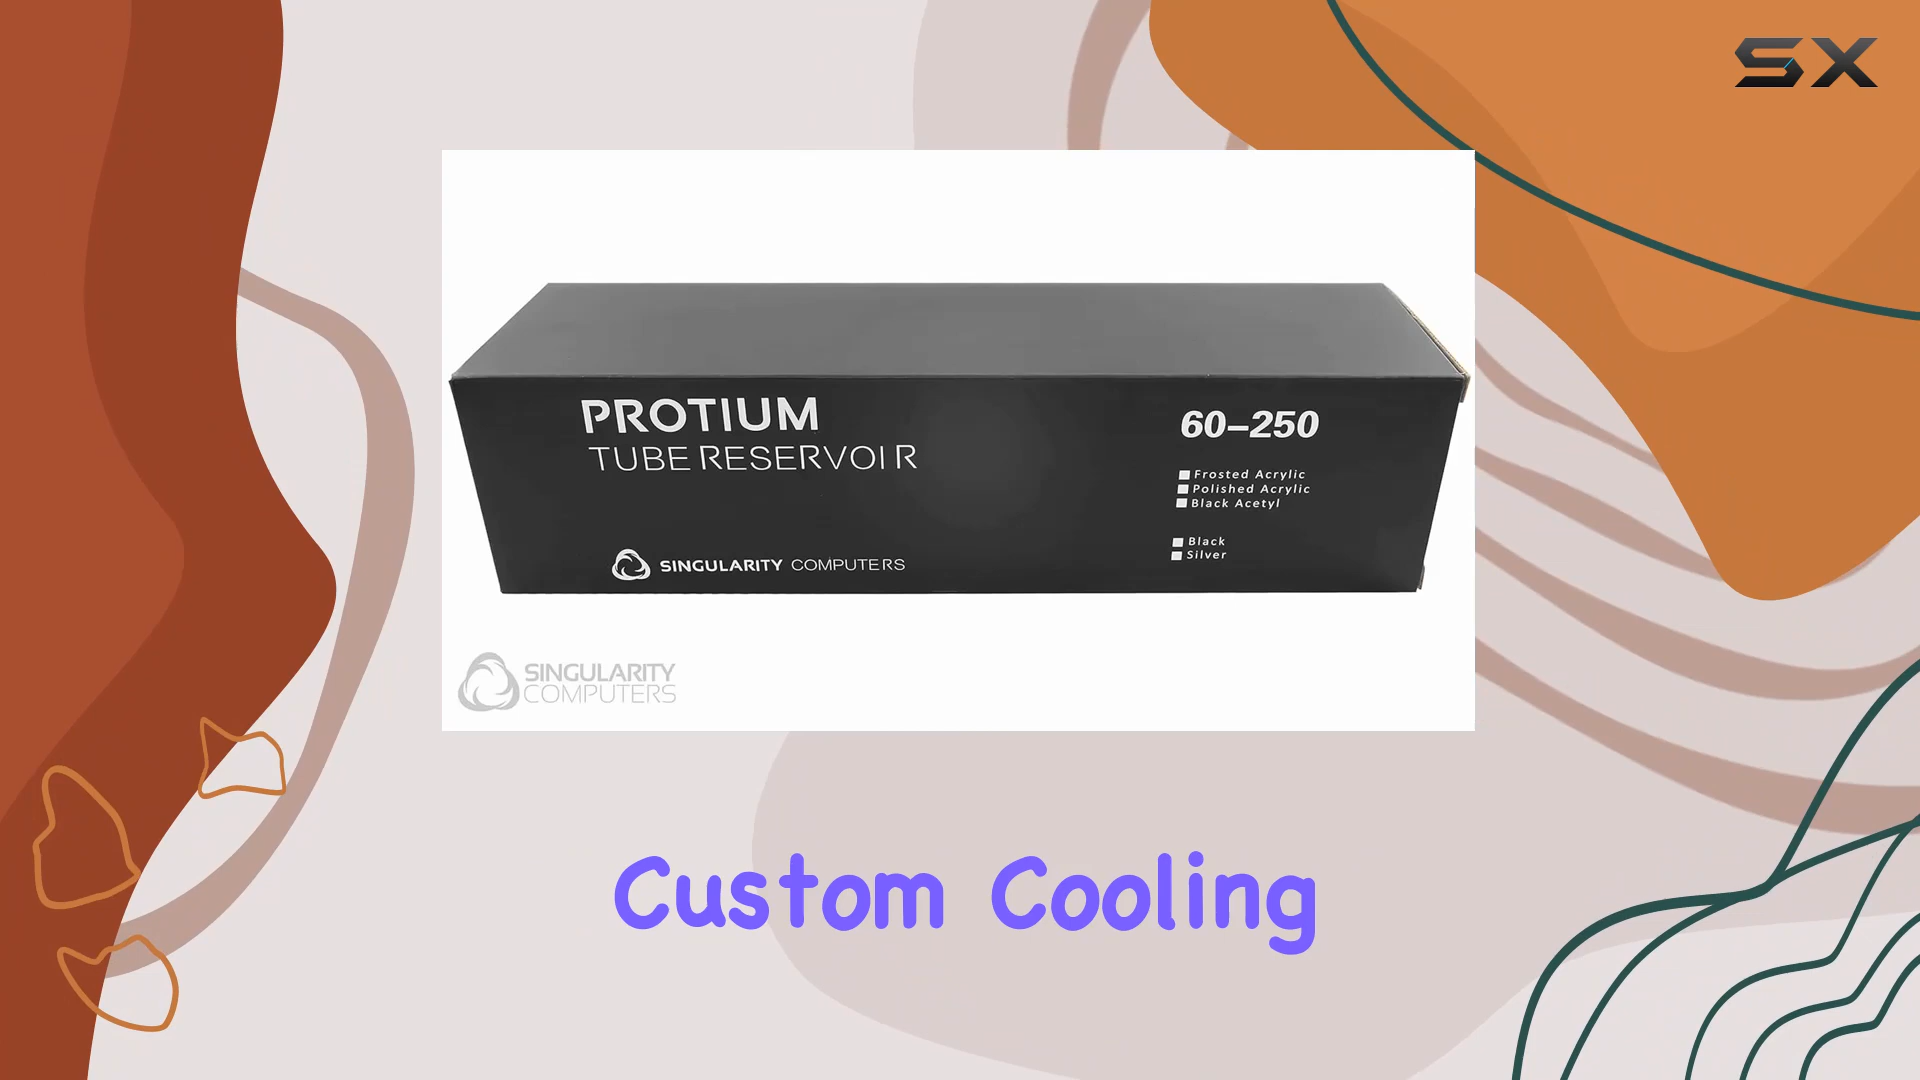 SX
PROTIUM
TUBE RESERVOIR
60-250
Frosted Acrylic
Polished Acrylic
Black Acetyl
Black
Silver
SINGULARITY COMPUTERS
SINGULARITY
COMPUTERS
Custom Cooling